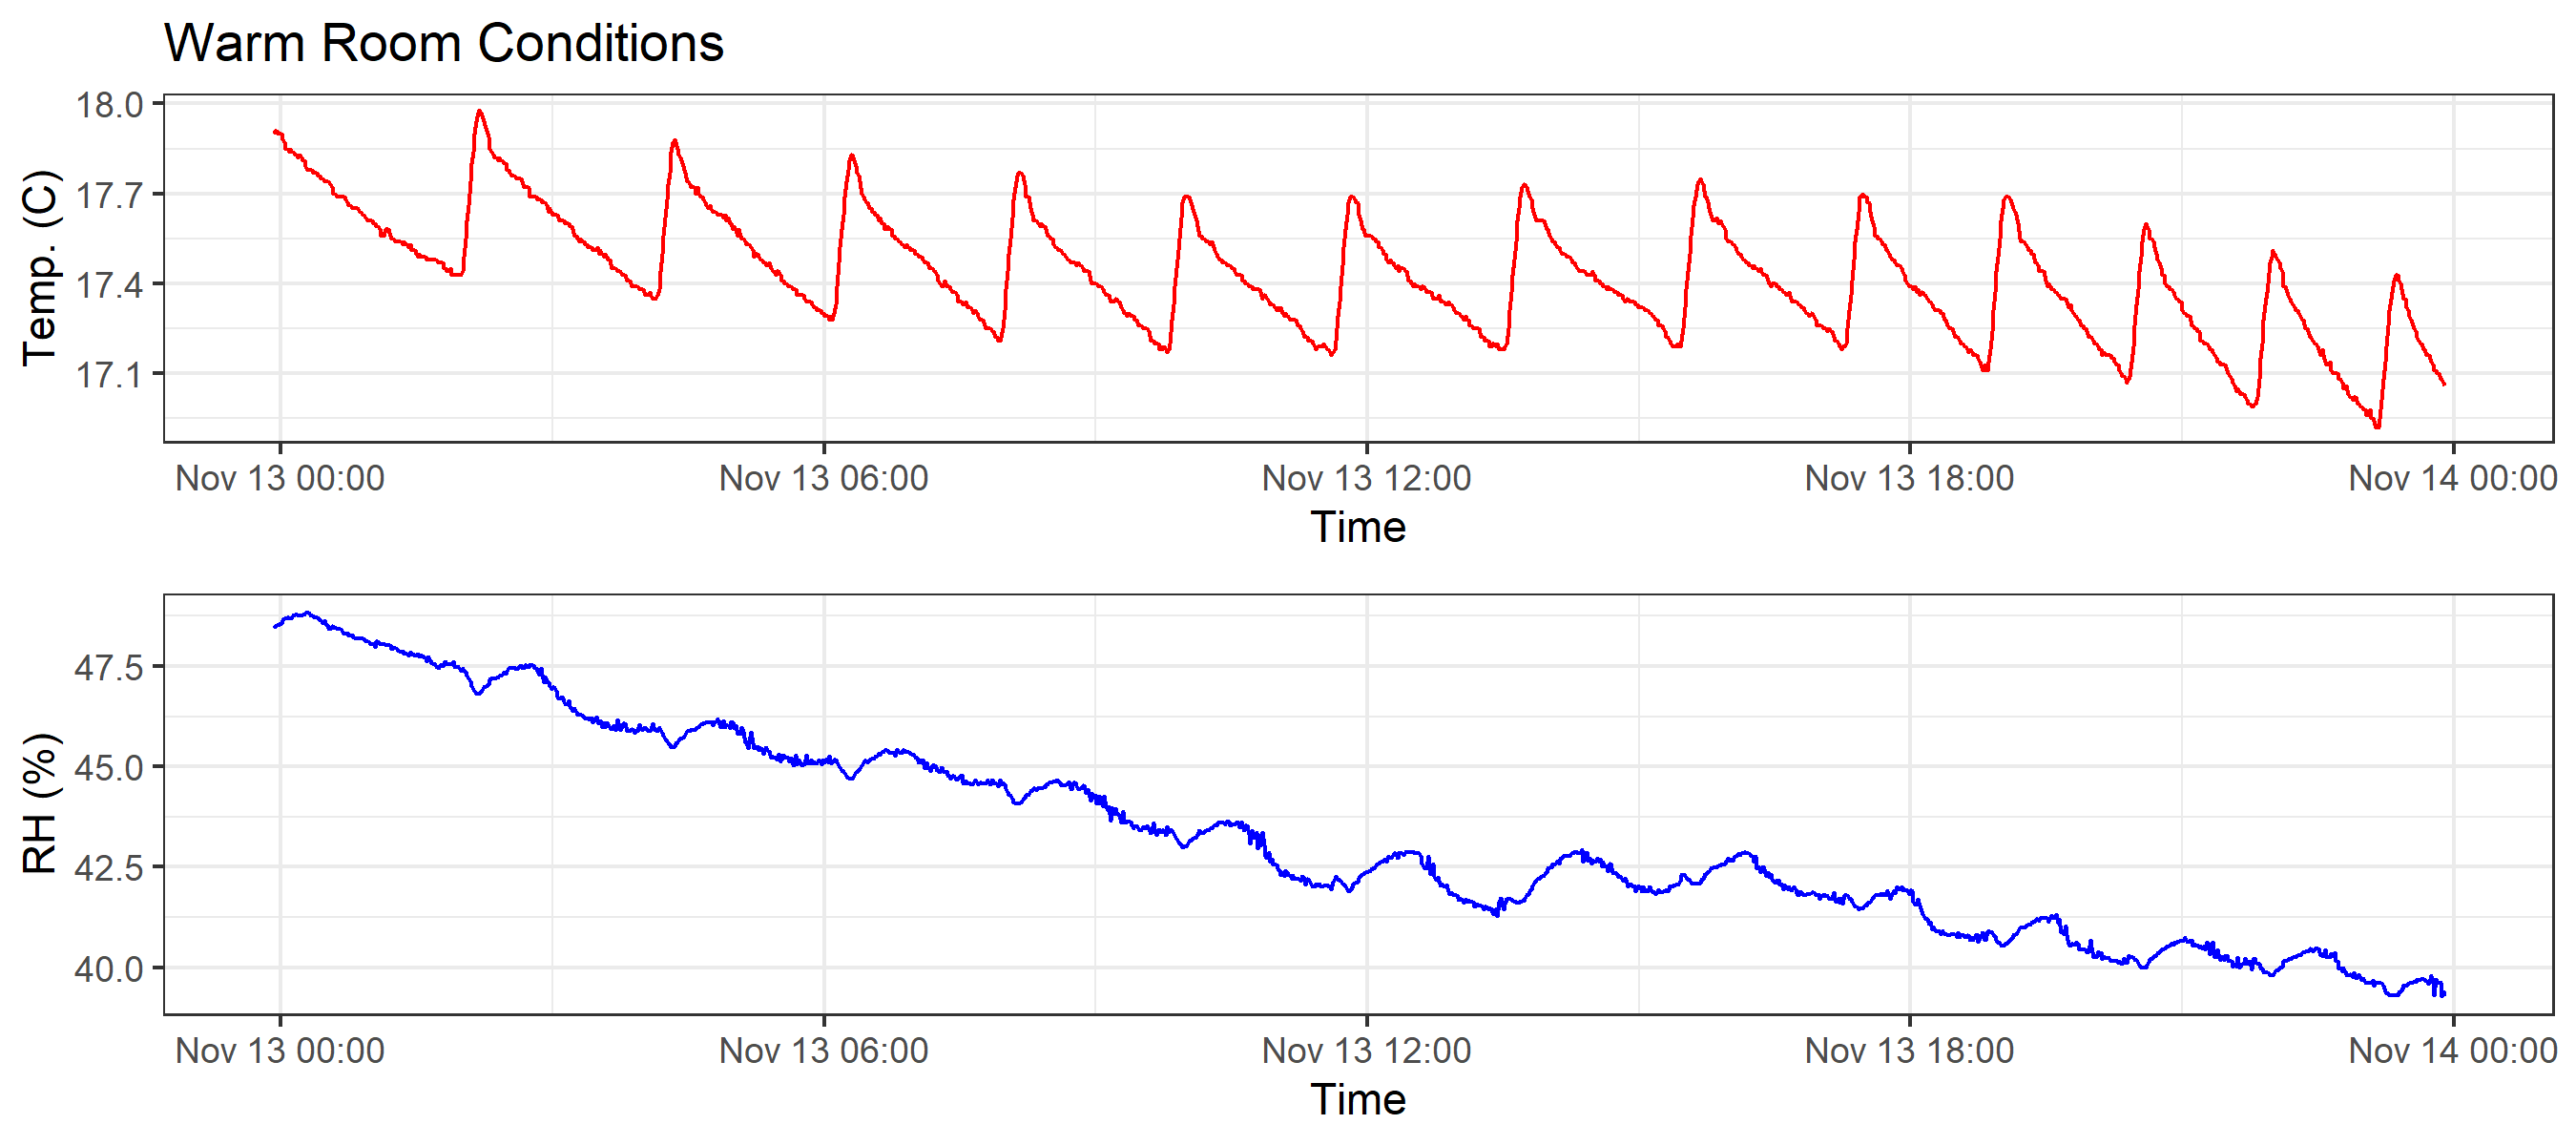 Warm Room Conditions
Temp. (C)
18.0
17.7
17.4
17.1
Nov 13 00:00 Nov 13 06:00 Nov 13 12:00 Nov 13 18:00 Nov 14 00:00
Time
RH (%)
47.5
45.0
42.5
40.0
Nov 13 00:00 Nov 13 06:00 Nov 13 12:00 Nov 13 18:00 Nov 14 00:00
Time